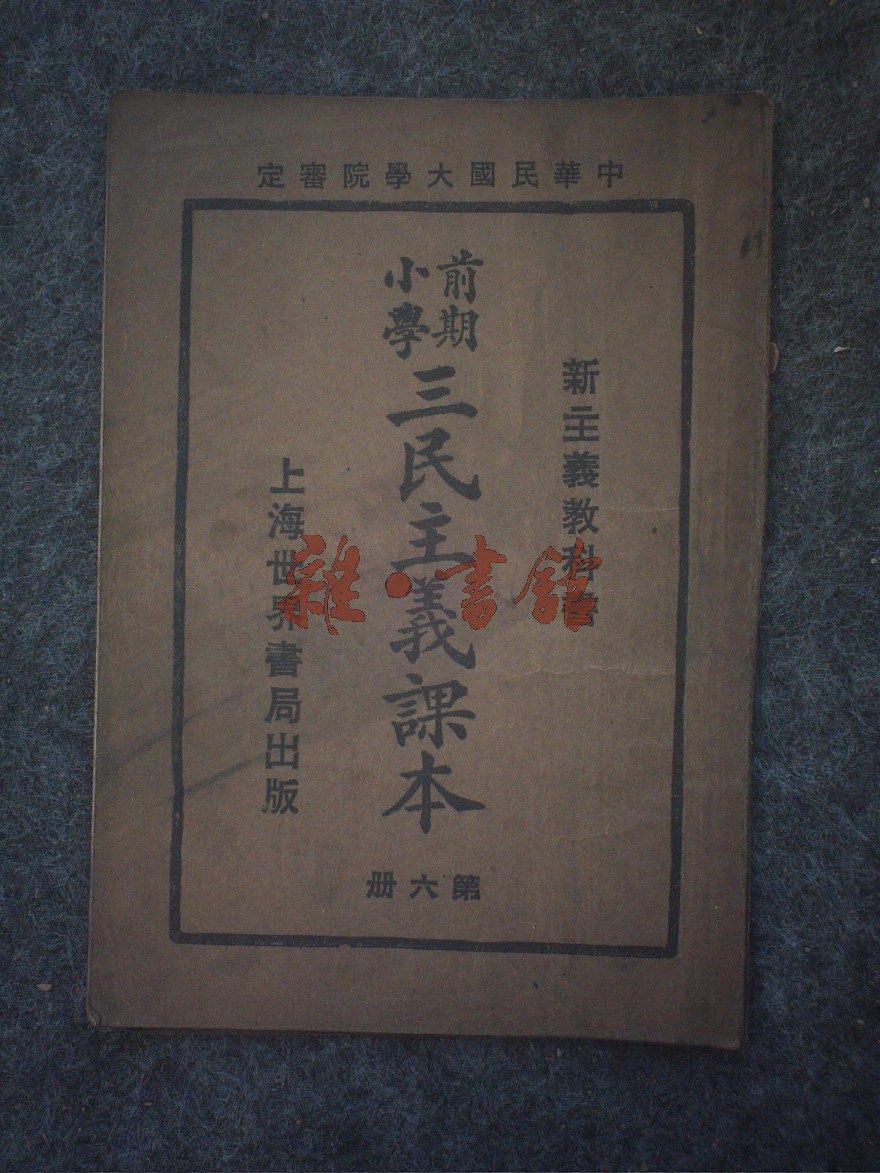 中華民國大學院審定
新主義教科書
前期
小學
三民主義課本
第六册
上海世界書局出版
雜·書館